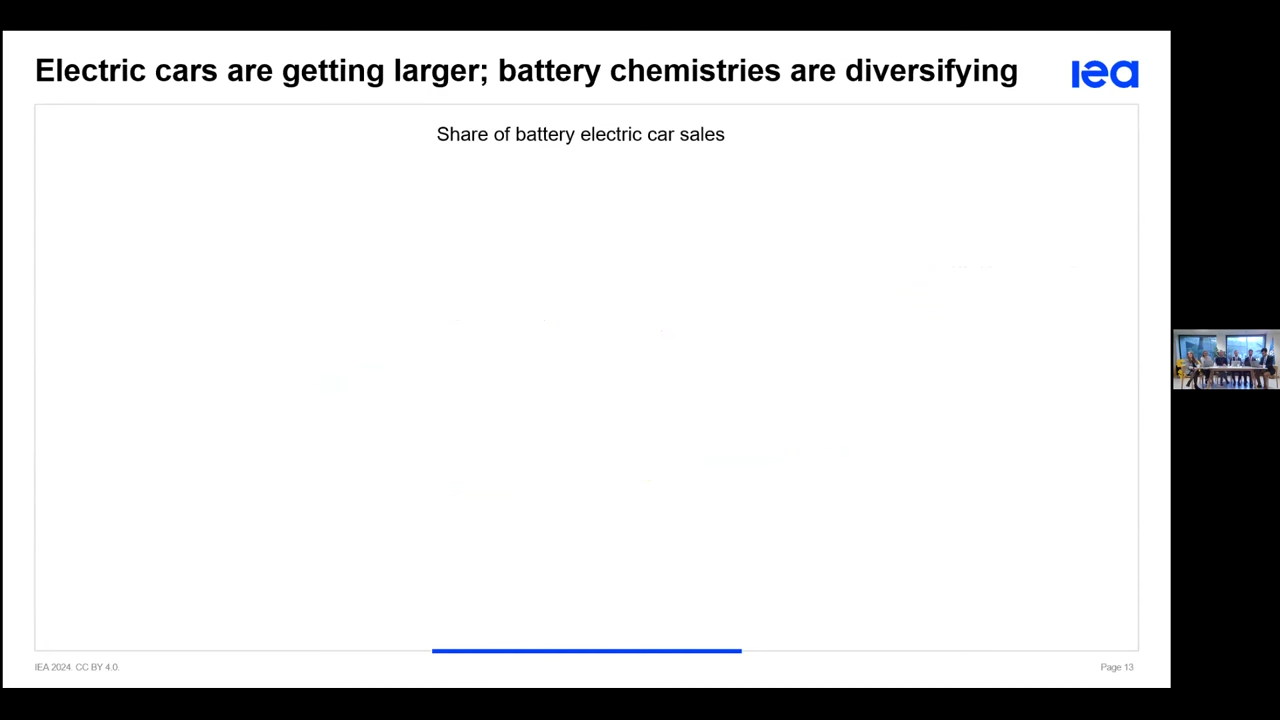 Electric cars are getting larger; battery chemistries are diversifying
iea
Share of battery electric car sales
IEA 2024. CC BY 4.0.
Page 13